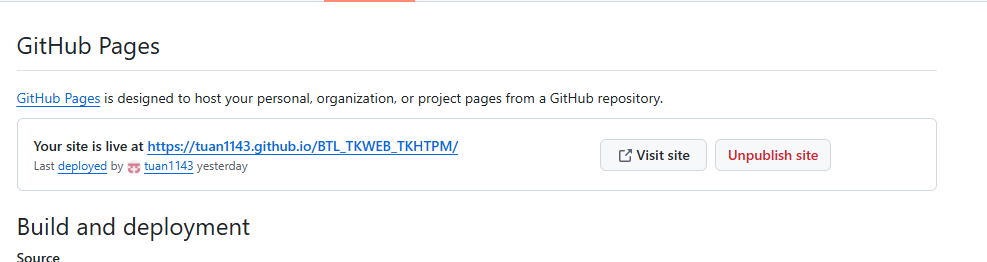 GitHub Pages
GitHub Pages is designed to host your personal, organization, or project pages from a GitHub repository.
Your site is live at https://tuan1143.github.io/BTL_TKWEB_TKHTPM/
Last deployed by tuan1143 yesterday
Visit site
Unpublish site
Build and deployment
Source